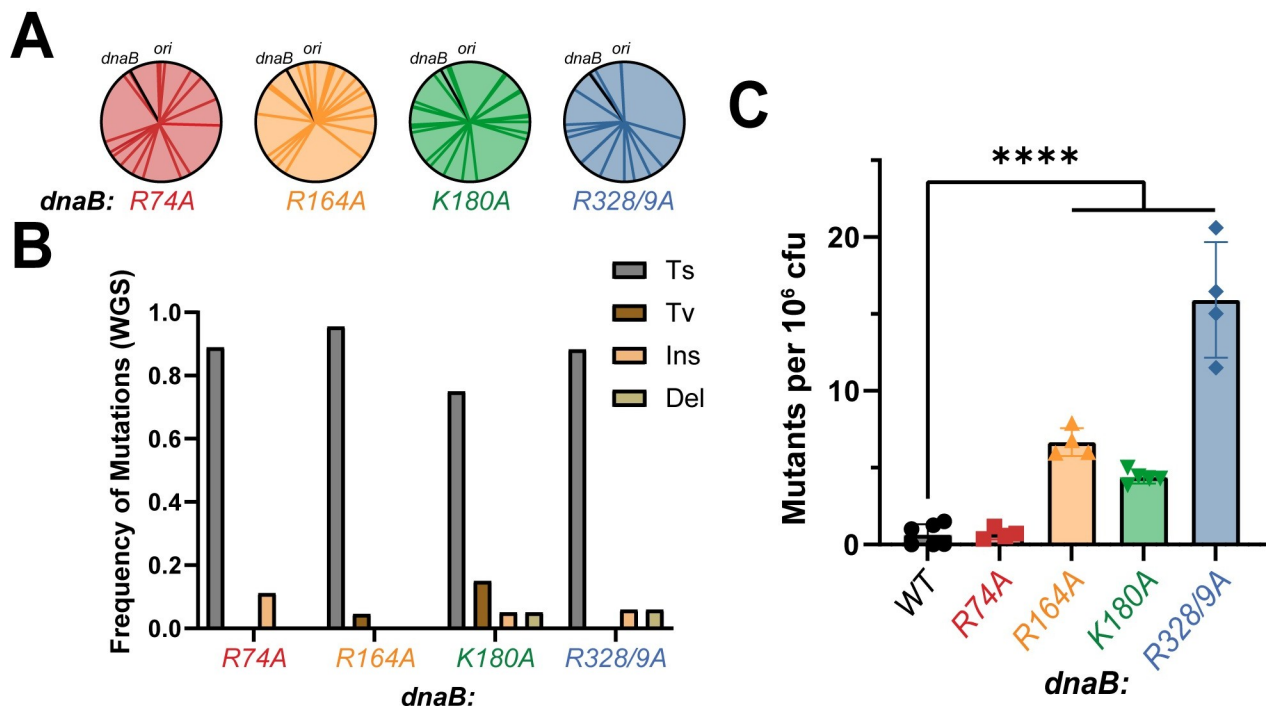 A
dnaB ori dnaB ori dnaB ori dnaB ori
dnaB: R74A R164A K180A R328/9A
B
Frequency of Mutations (WGS)
1.0
0.8
0.6
0.4
0.2
0.0
Ts
Tv
Ins
Del
R74A R164A K180A R328/9A
dnaB:
C
****
Mutants per 10⁶ cfu
20
10
0
WT R74A R164A K180A R328/9A
dnaB: